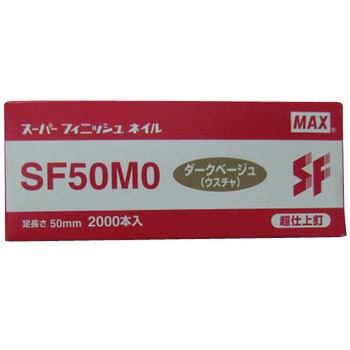 スーパー フィニッシュ ネイル
MAX
SF50M0
ダークベージュ
(ウスチャ)
SF
足長さ 50mm 2000本入
超仕上釘